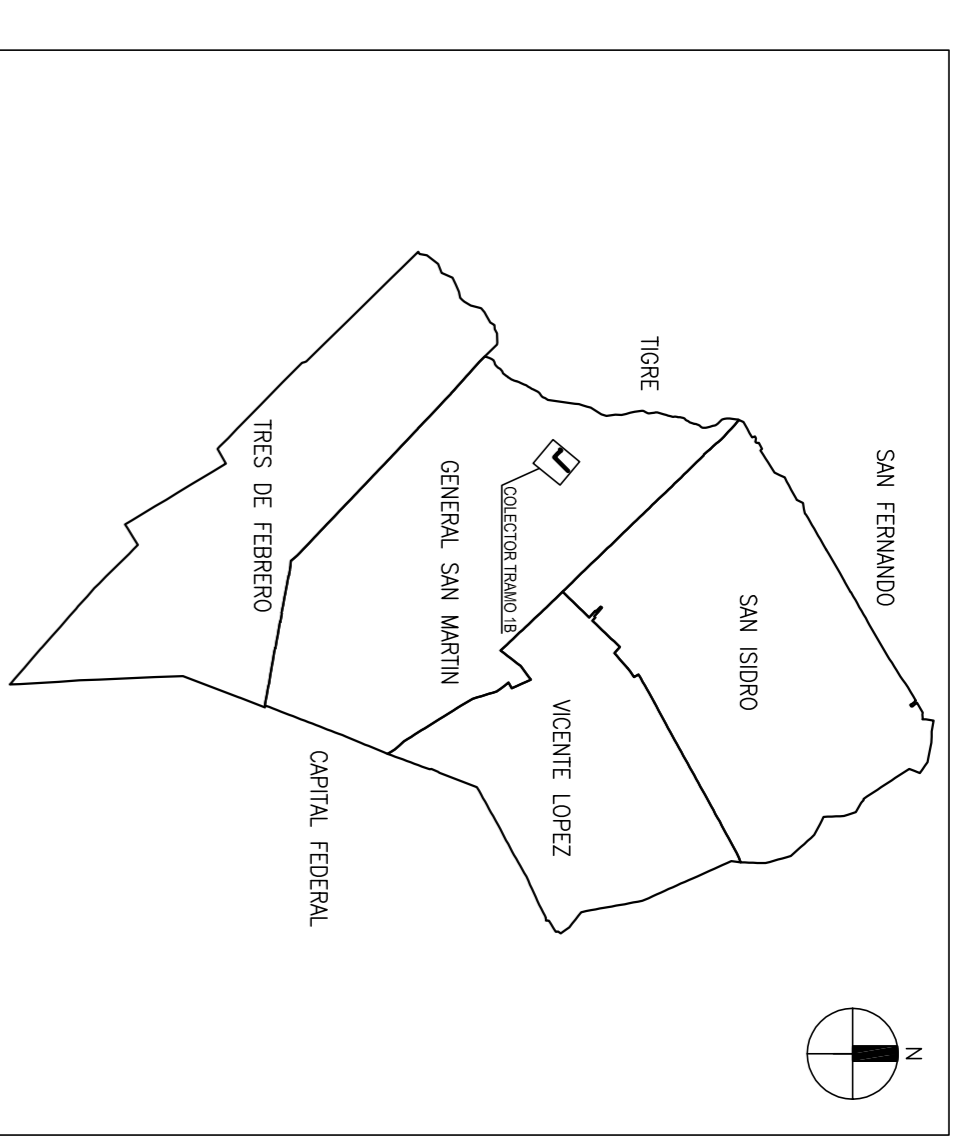 N
SAN FERNANDO
SAN ISIDRO
TIGRE
VICENTE LOPEZ
COLECTOR TRAMO 1B
GENERAL SAN MARTIN
CAPITAL FEDERAL
TRES DE FEBRERO